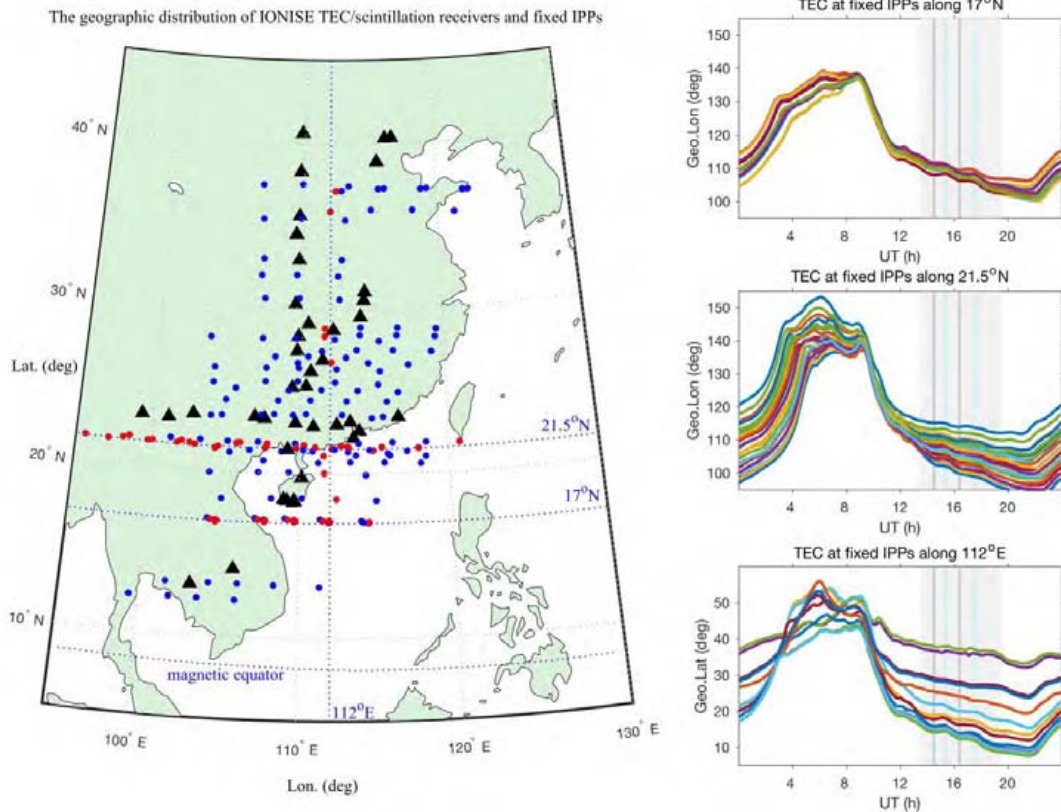 The geographic distribution of IONISE TEC/scintillation receivers and fixed IPPs
40° N
30° N
Lat. (deg)
20° N
10° N
21.5°N
17°N
magnetic equator
112°E
100° E
110° E
120° E
130° E
Lon. (deg)
TEC at fixed IPPs along 17°N
Geo.Lon (deg)
140
130
120
110
100
4 8 12 16 20
UT (h)
TEC at fixed IPPs along 21.5°N
Geo.Lon (deg)
150
140
130
120
110
100
4 8 12 16 20
UT (h)
TEC at fixed IPPs along 112°E
Geo.Lat (deg)
50
40
30
20
10
4 8 12 16 20
UT (h)